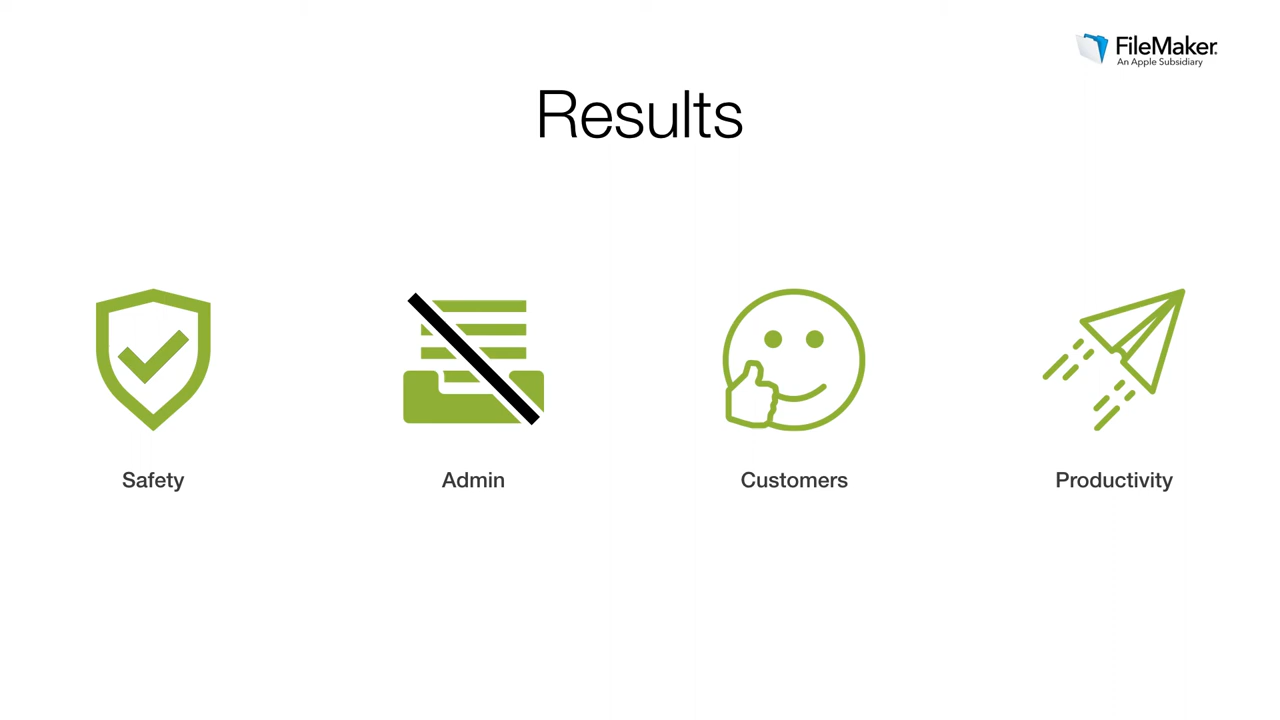 FileMaker
An Apple Subsidiary
Results
Safety
Admin
Customers
Productivity